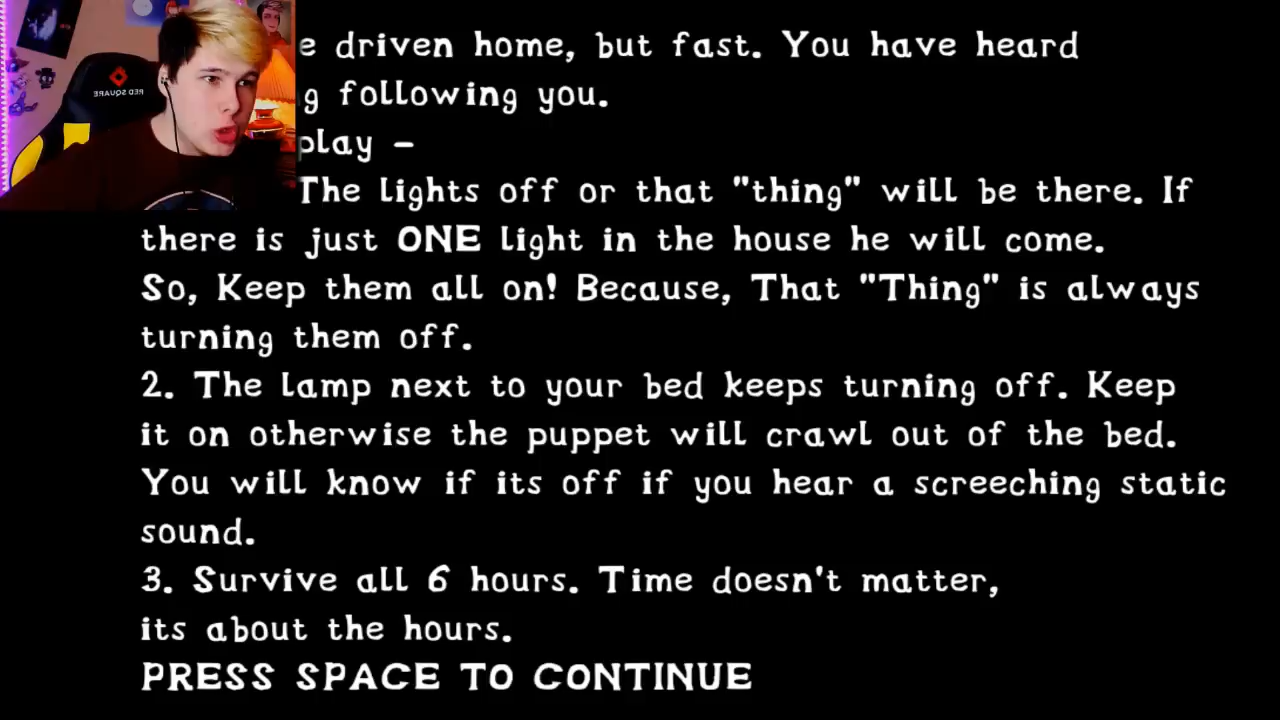 driven home, but fast. You have heard
following you.
play -
The lights off or that "thing" will be there. If
there is just ONE light in the house he will come.
So, Keep them all on! Because, That "Thing" is always
turning them off.
2. The lamp next to your bed keeps turning off. Keep
it on otherwise the puppet will crawl out of the bed.
You will know if its off if you hear a screeching static
sound.
3. Survive all 6 hours. Time doesn't matter,
its about the hours.
PRESS SPACE TO CONTINUE
RED SQUARE